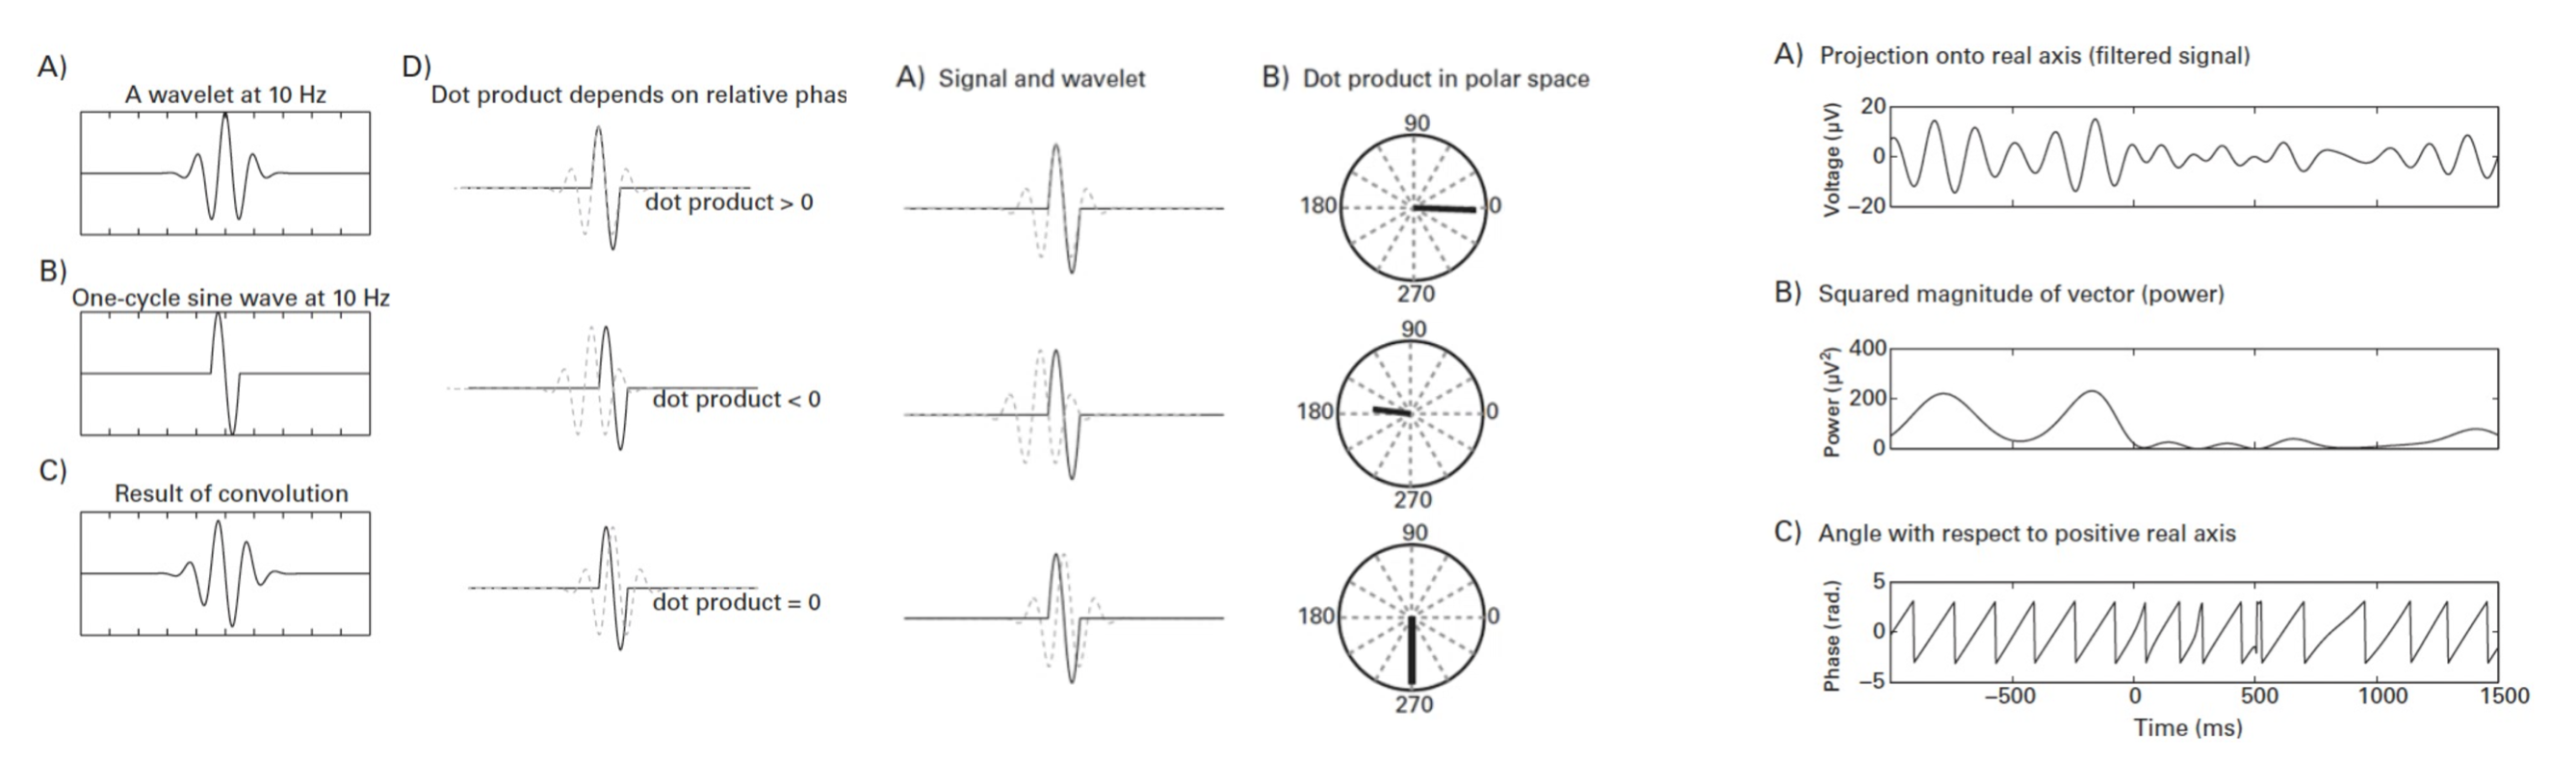 A)
A wavelet at 10 Hz
B)
One-cycle sine wave at 10 Hz
C)
Result of convolution
D)
Dot product depends on relative phas
dot product > 0
dot product < 0
dot product = 0
A) Signal and wavelet
B) Dot product in polar space
90
180
0
270
90
180
0
270
90
180
0
270
A) Projection onto real axis (filtered signal)
Voltage (μV)
20
0
−20
B) Squared magnitude of vector (power)
Power (μV²)
400
200
0
C) Angle with respect to positive real axis
Phase (rad.)
5
0
−5
−500 0 500 1000 1500
Time (ms)